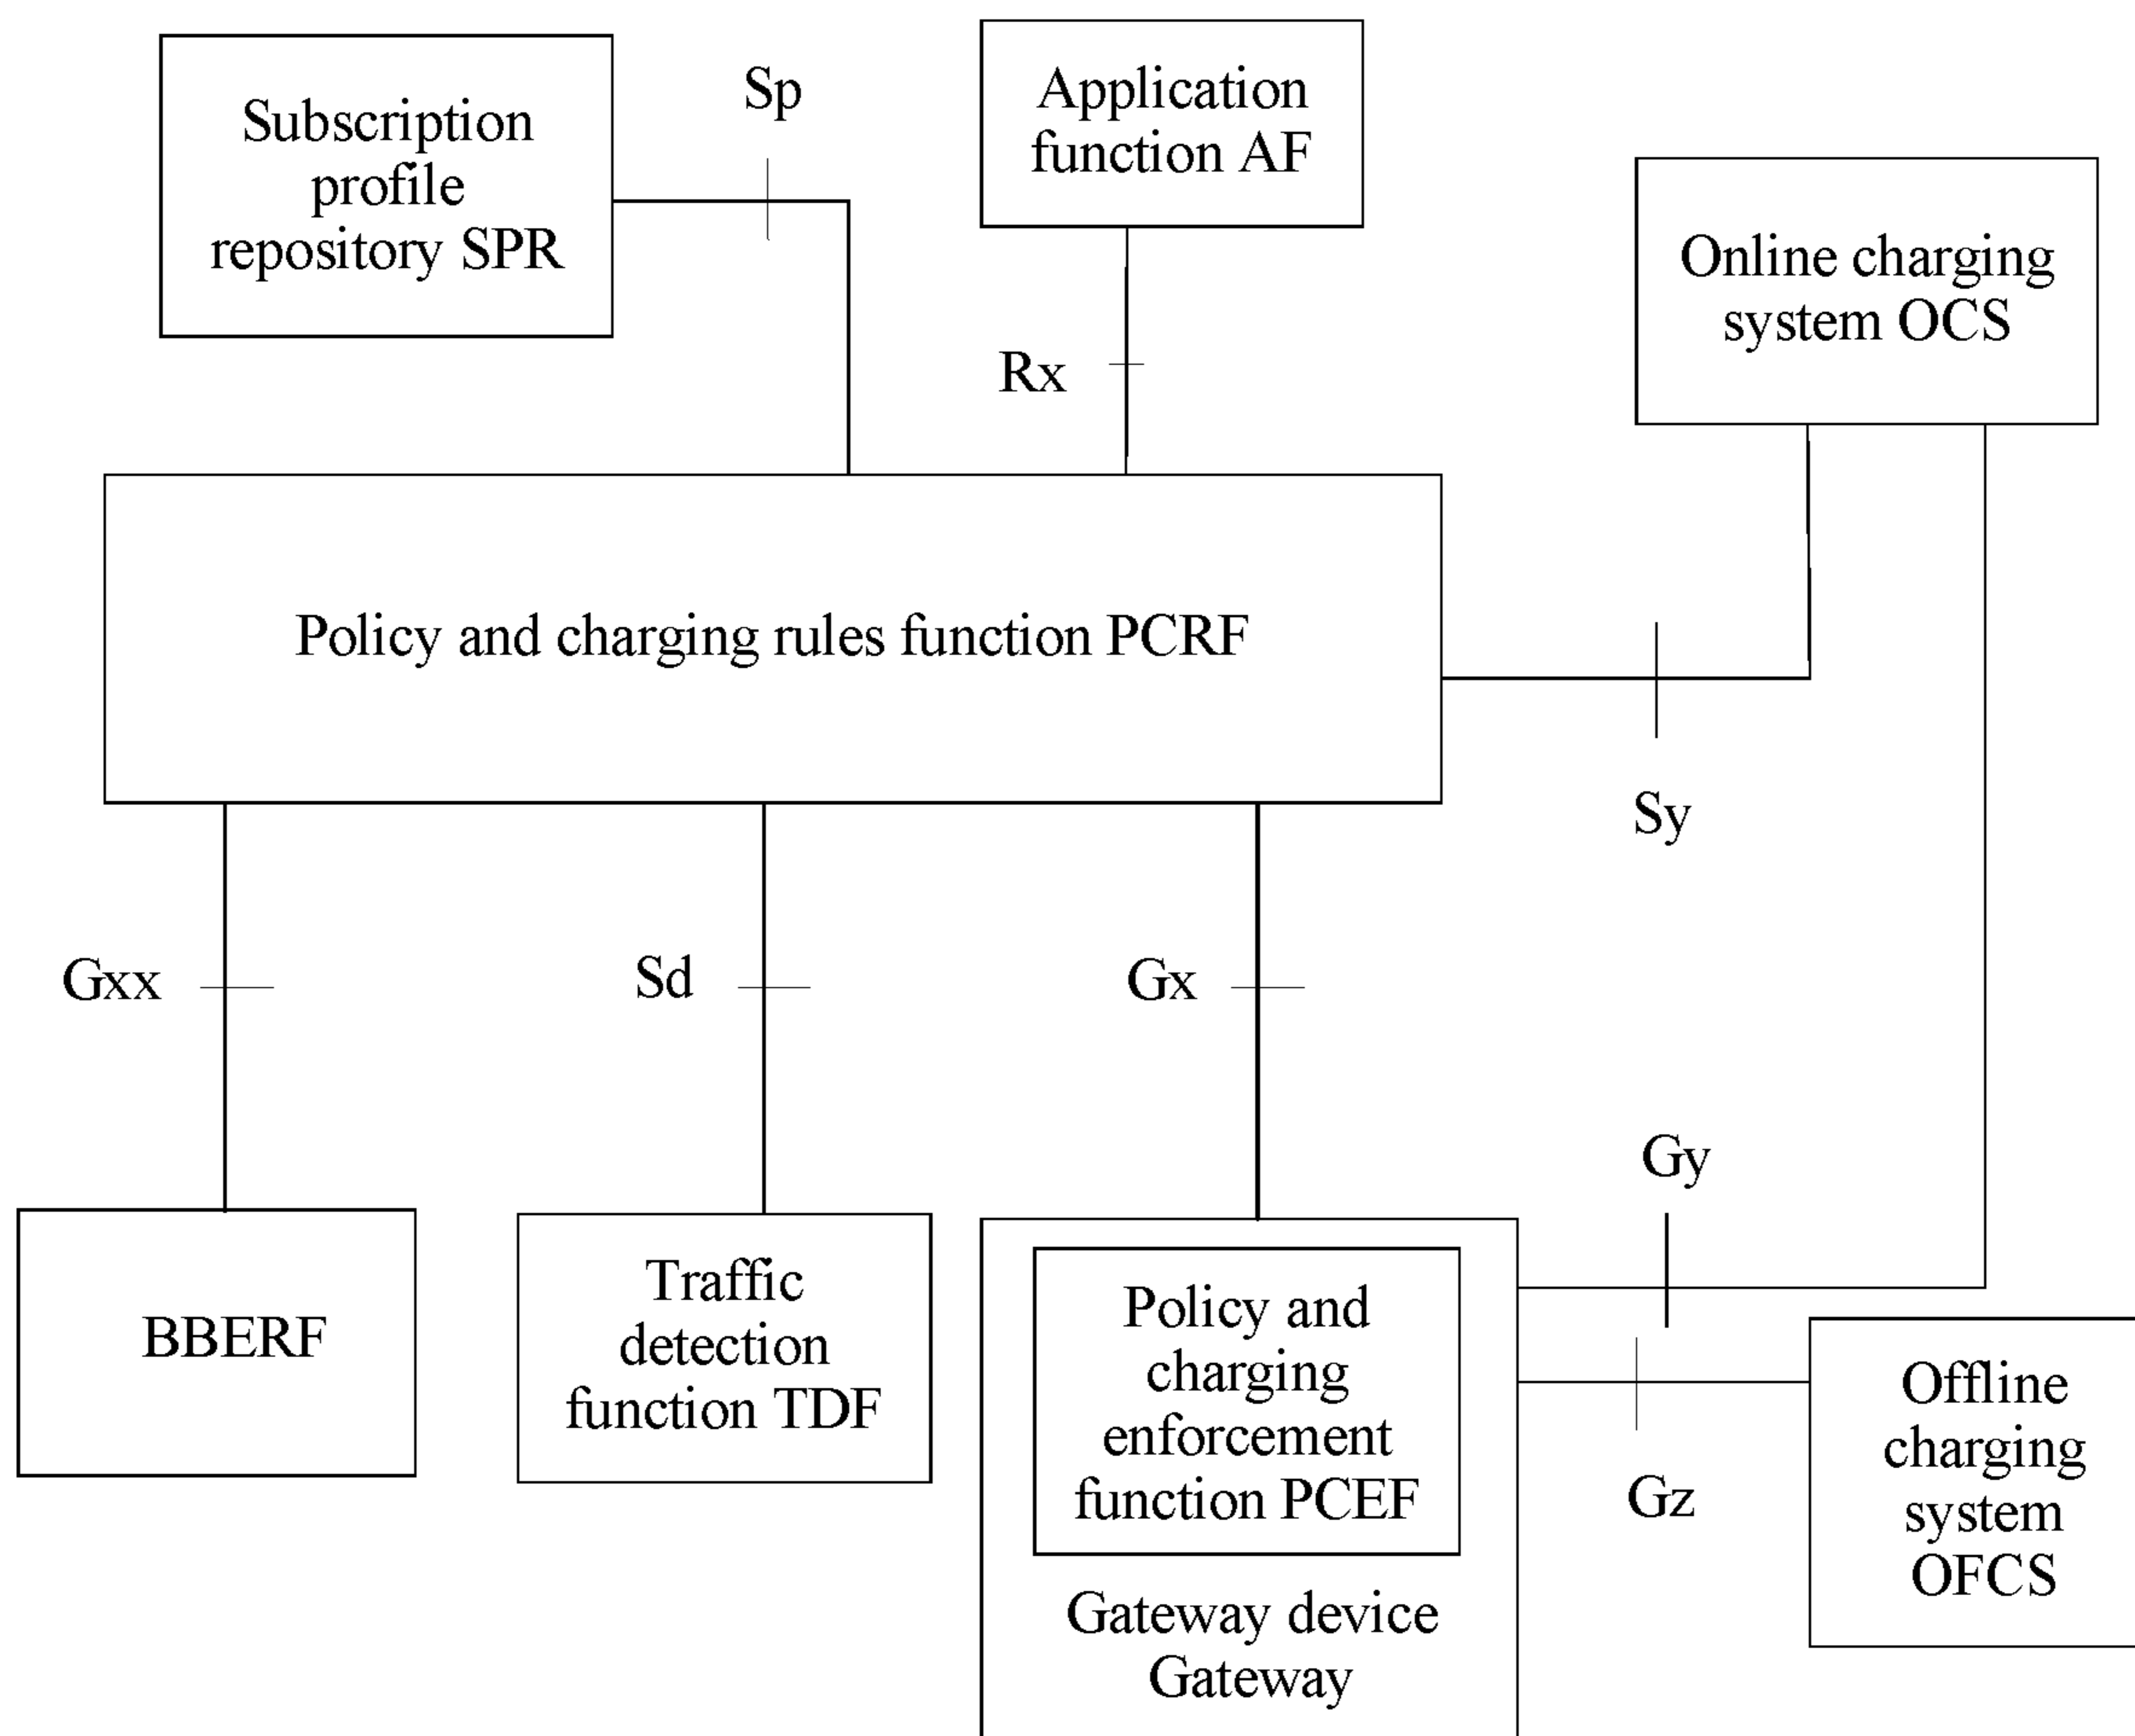 Subscription
profile
repository SPR
Sp
Application
function AF
Online charging
system OCS
Rx
Policy and charging rules function PCRF
Sy
Gxx
Sd
Gx
Gy
BBERF
Traffic
detection
function TDF
Policy and
charging
enforcement
function PCEF
Gateway device
Gateway
Gz
Offline
charging
system
OFCS